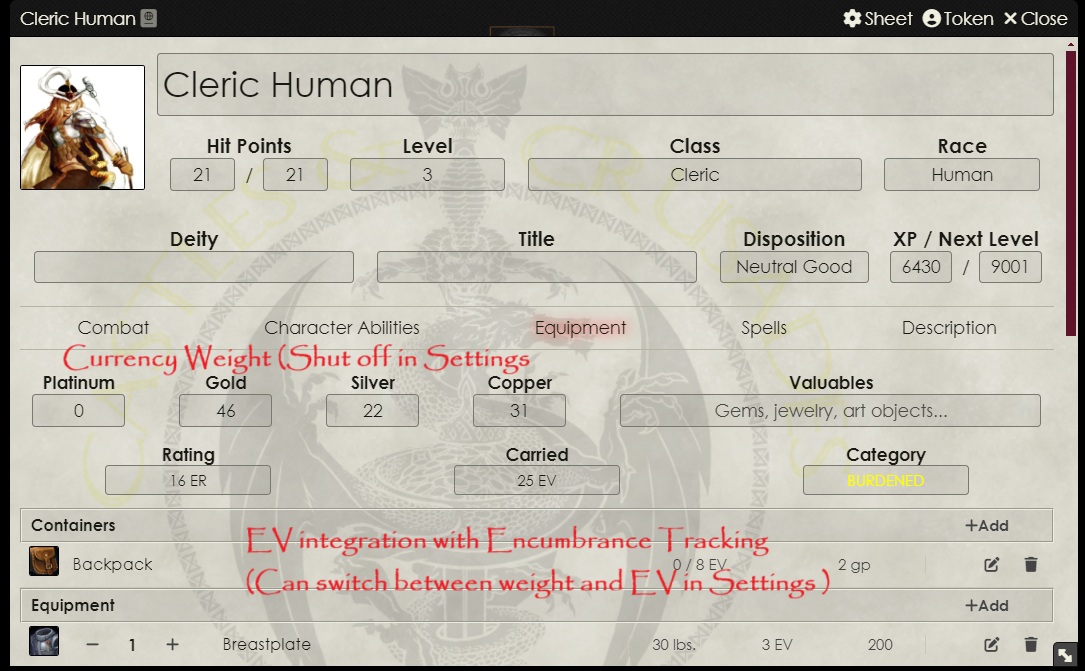 Cleric Human
Sheet Token Close
Cleric Human
Hit Points Level Class Race
21 / 21 3 Cleric Human
Deity Title Disposition XP / Next Level
Neutral Good 6430 / 9001
CASTLES & CRUSADES
Combat Character Abilities Equipment Spells Description
Currency Weight (Shut off in Settings
Platinum Gold Silver Copper Valuables
0 46 22 31 Gems, jewelry, art objects...
Rating Carried Category
16 ER 25 EV BURDENED
Containers +Add
EV integration with Encumbrance Tracking
Backpack 0 / 8 EV 2 gp
(Can switch between weight and EV in Settings )
Equipment +Add
− 1 + Breastplate 30 lbs. 3 EV 200